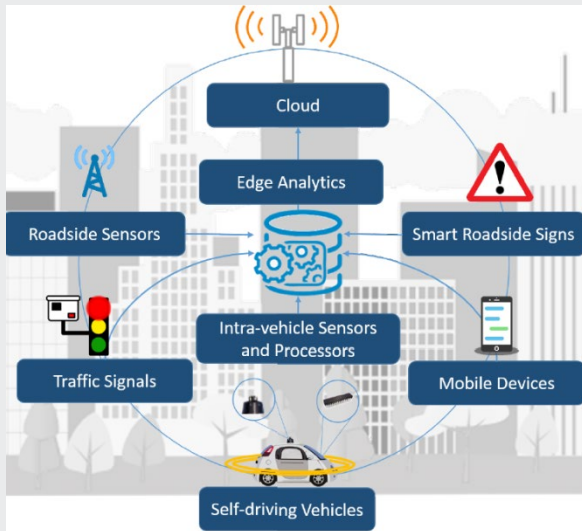 Cloud
Edge Analytics
Roadside Sensors
Smart Roadside Signs
Intra-vehicle Sensors
and Processors
Traffic Signals
Mobile Devices
Self-driving Vehicles